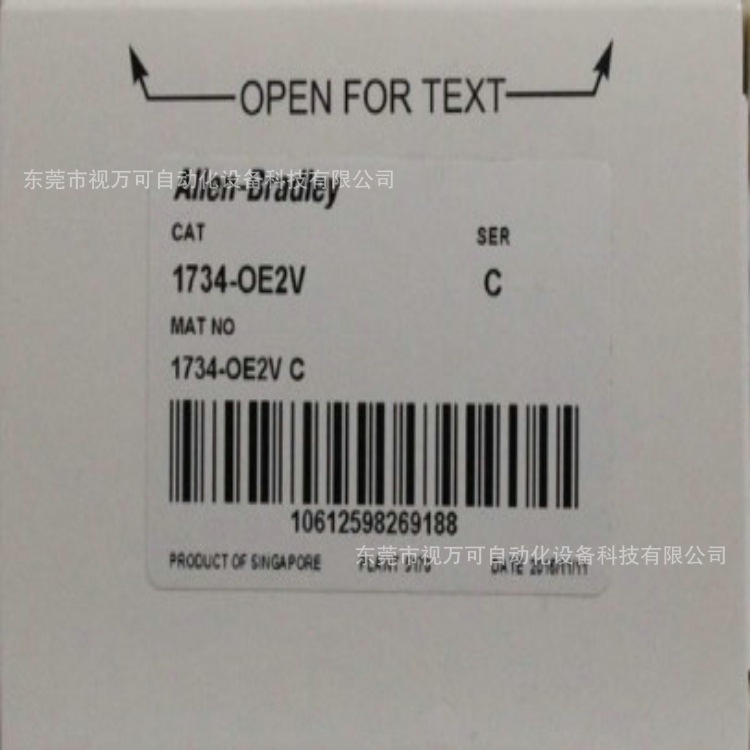 OPEN FOR TEXT
东莞市视万可自动化设备科技有限公司
Allen-Bradley
CAT SER
1734-OE2V C
MAT NO
1734-OE2V C
10612598269188
东莞市视万可自动化设备科技有限公司
PRODUCT OF SINGAPORE PLANT DATE